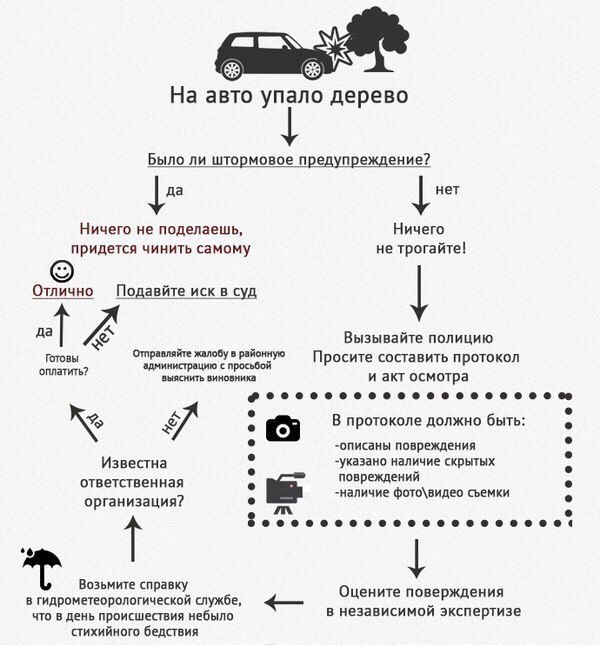 На авто упало дерево
Было ли штормовое предупреждение?
да
нет
Ничего не поделаешь,
придется чинить самому
Ничего
не трогайте!
Отлично
Подавайте иск в суд
да
нет
Готовы
оплатить?
Отправляйте жалобу в районную
администрацию с просьбой
выяснить виновника
Вызывайте полицию
Просите составить протокол
и акт осмотра
В протоколе должно быть:
-описаны повреждения
-указано наличие скрытых
повреждений
-наличие фото\видео съемки
да
нет
Известна
ответственная
организация?
Возьмите справку
в гидрометеорологической службе,
что в день происшествия небыло
стихийного бедствия
Оцените поверждения
в независимой экспертизе